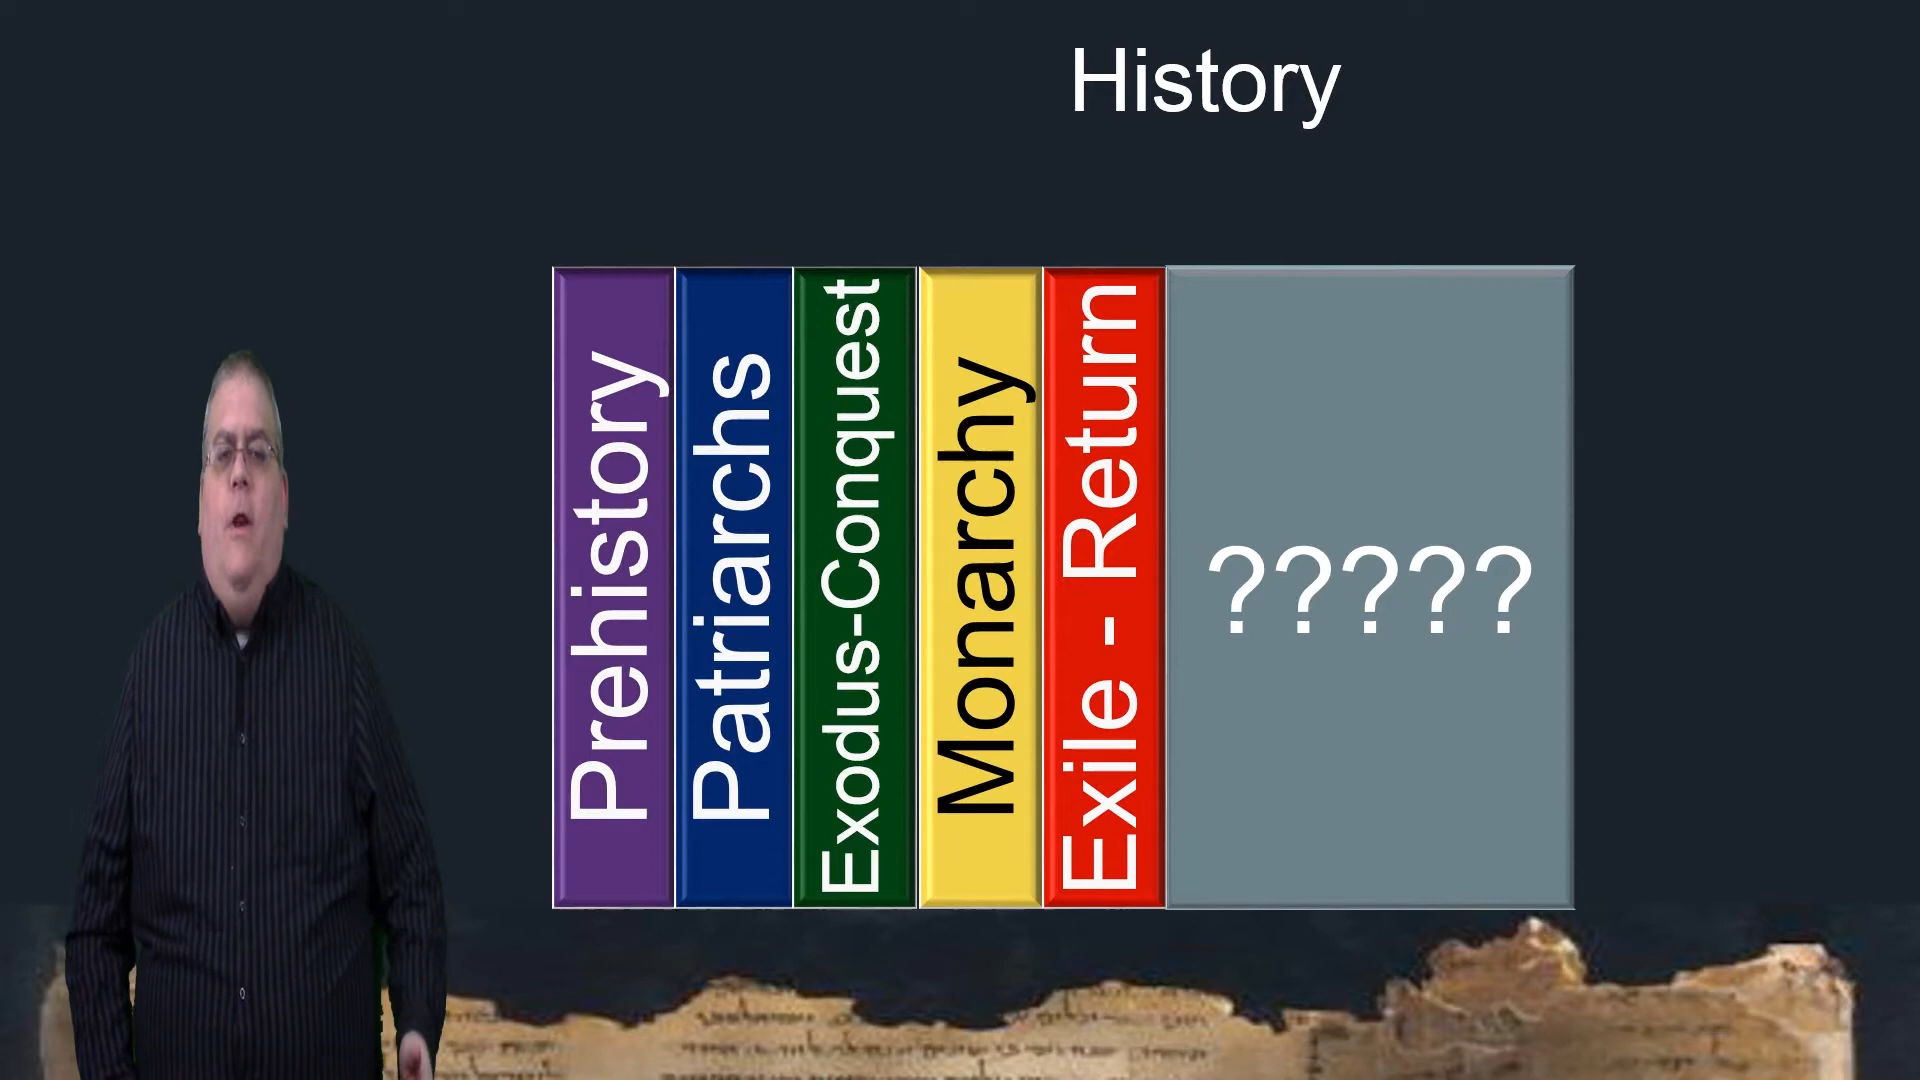 History
Prehistory
Patriarchs
Exodus-Conquest
Monarchy
Exile - Return
?????